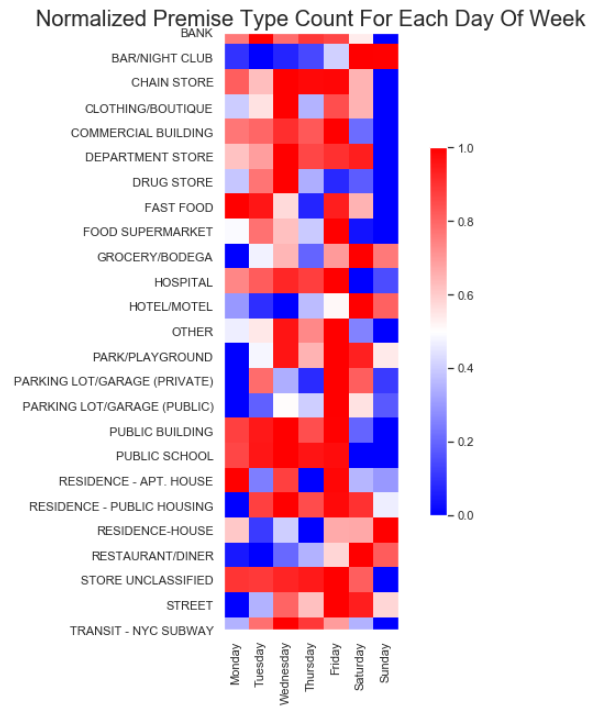 Normalized Premise Type Count For Each Day Of Week
BANK
BAR/NIGHT CLUB
CHAIN STORE
CLOTHING/BOUTIQUE
COMMERCIAL BUILDING
DEPARTMENT STORE
DRUG STORE
FAST FOOD
FOOD SUPERMARKET
GROCERY/BODEGA
HOSPITAL
HOTEL/MOTEL
OTHER
PARK/PLAYGROUND
PARKING LOT/GARAGE (PRIVATE)
PARKING LOT/GARAGE (PUBLIC)
PUBLIC BUILDING
PUBLIC SCHOOL
RESIDENCE - APT. HOUSE
RESIDENCE - PUBLIC HOUSING
RESIDENCE-HOUSE
RESTAURANT/DINER
STORE UNCLASSIFIED
STREET
TRANSIT - NYC SUBWAY
Monday
Tuesday
Wednesday
Thursday
Friday
Saturday
Sunday
1.0
0.8
0.6
0.4
0.2
0.0